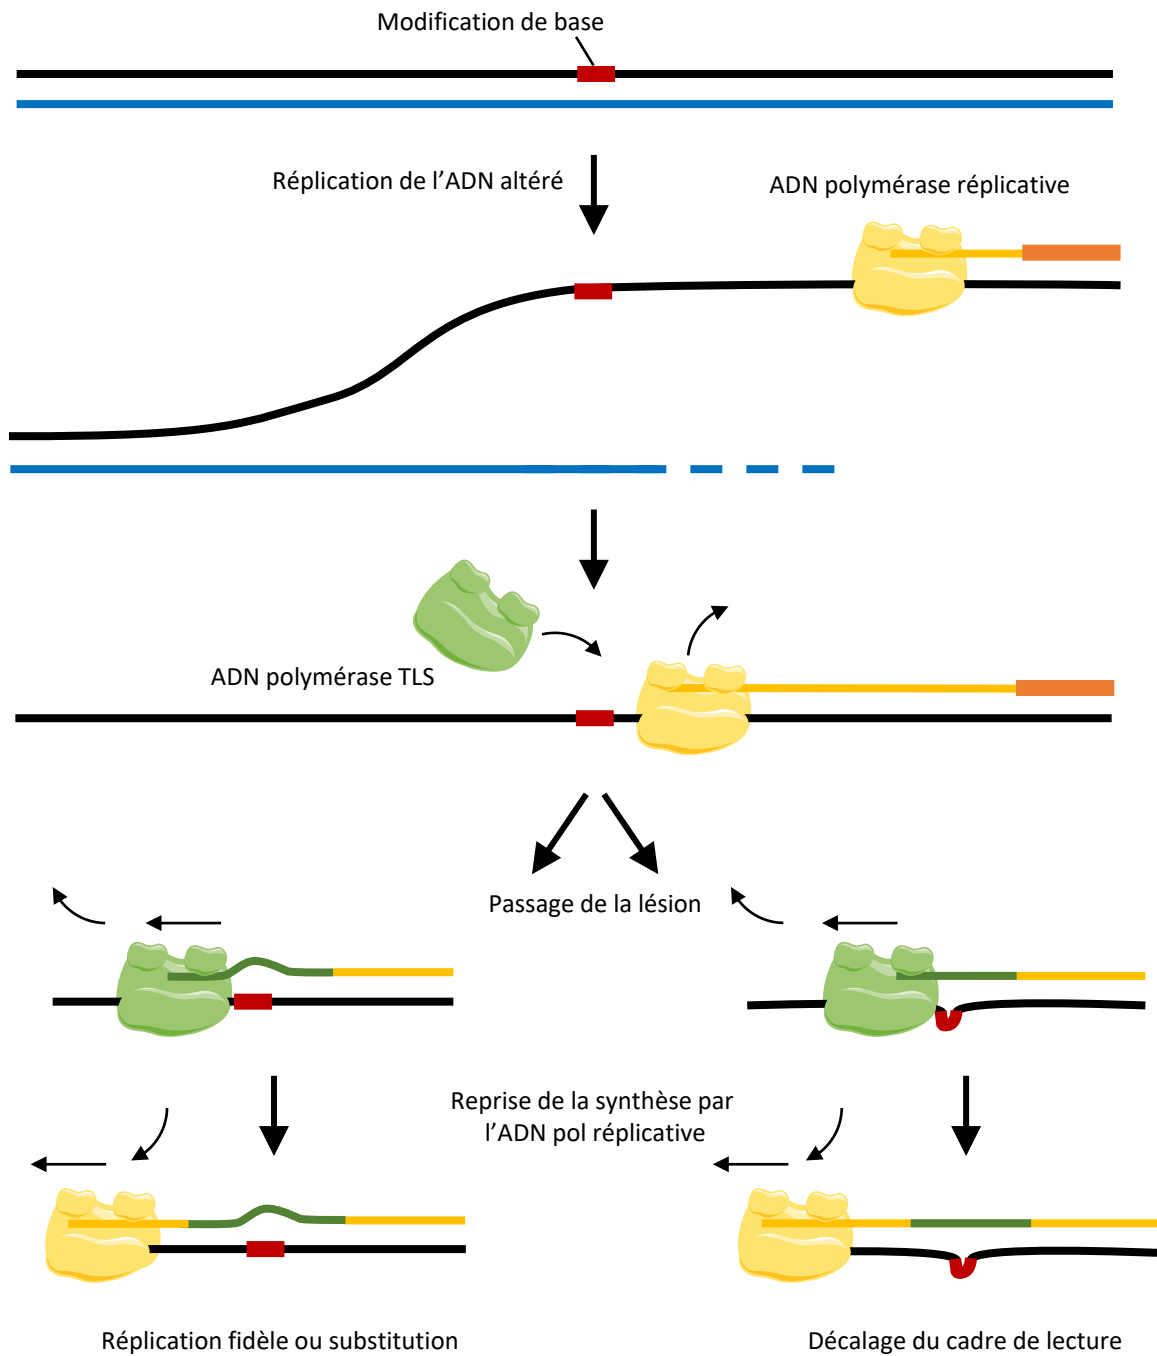 Modification de base
Réplication de l’ADN altéré
ADN polymérase réplicative
ADN polymérase TLS
Passage de la lésion
Reprise de la synthèse par
l’ADN pol réplicative
Réplication fidèle ou substitution
Décalage du cadre de lecture